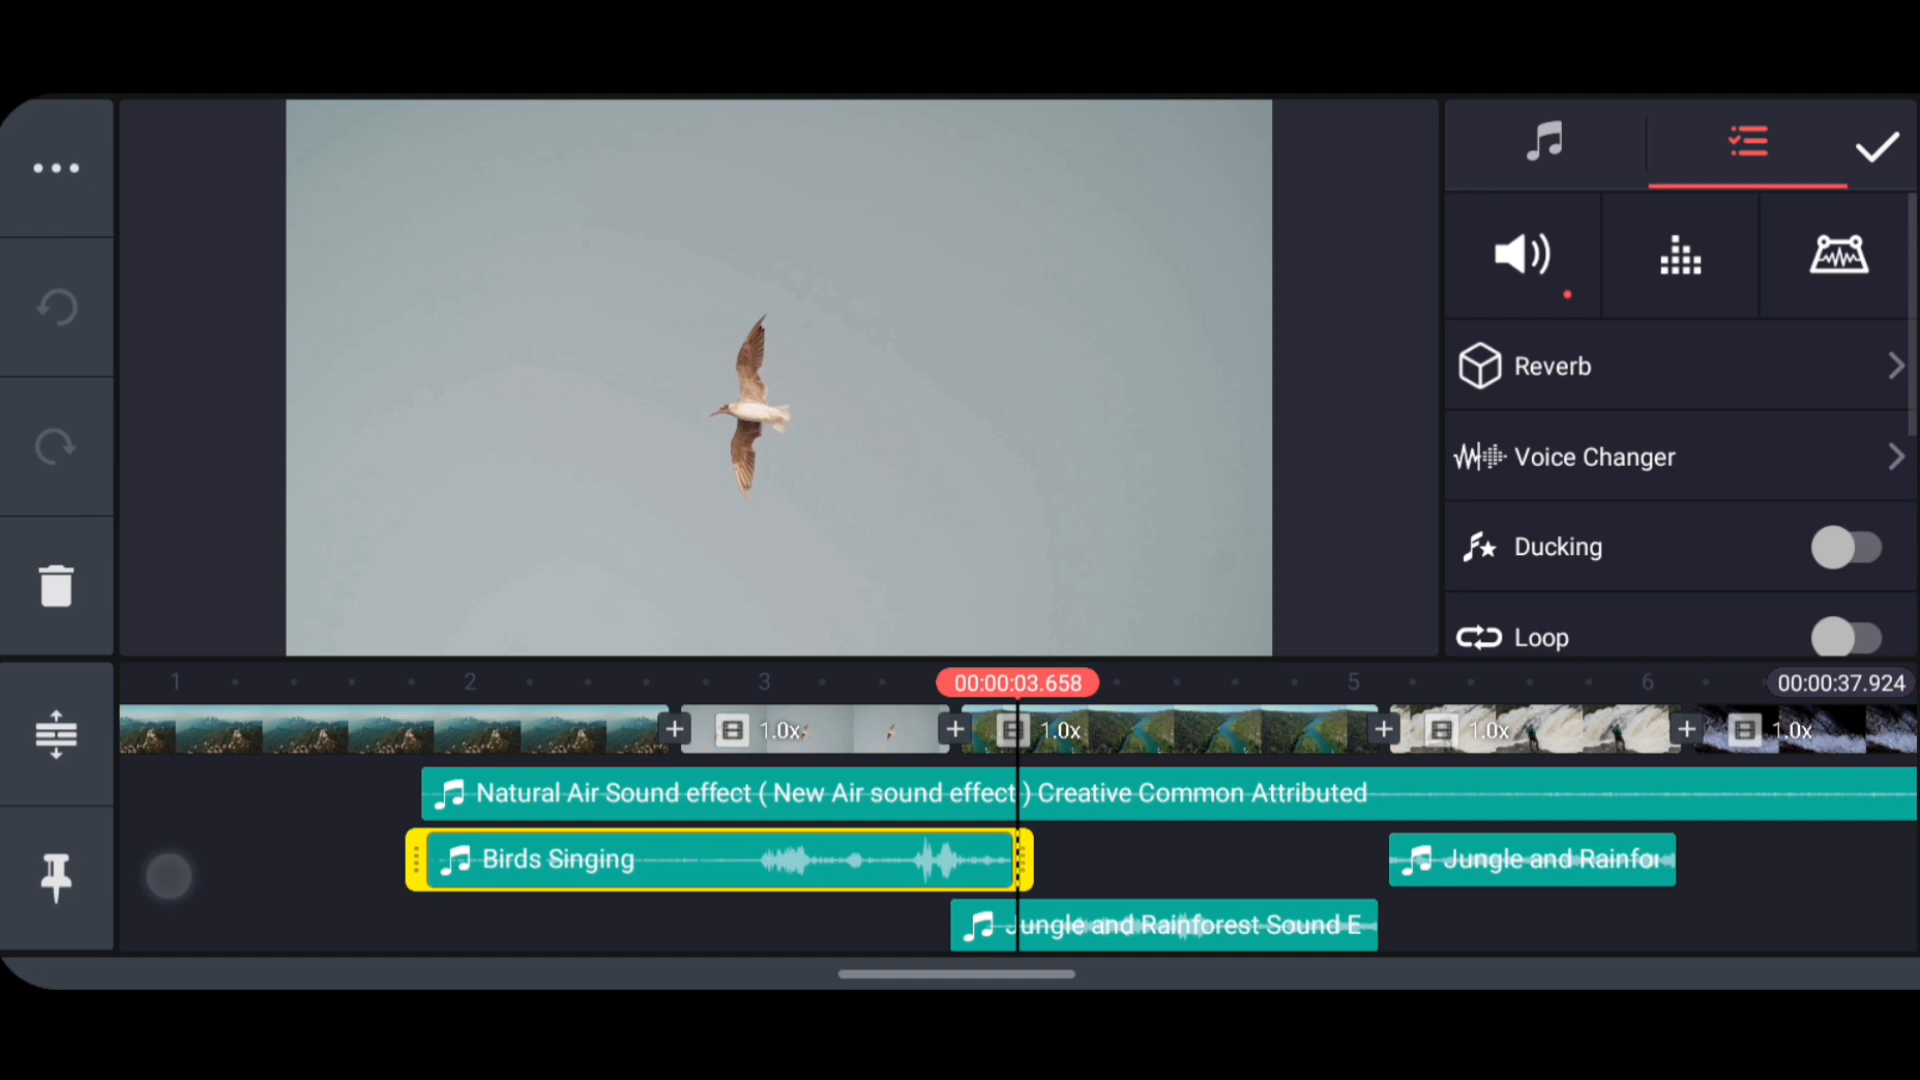 Reverb
Voice Changer
Ducking
Loop
1 2 3 00:00:03.658 5 6 00:00:37.924
1.0x 1.0x 1.0x 1.0x
Natural Air Sound effect ( New Air sound effect ) Creative Common Attributed
Birds Singing
Jungle and Rainfor
Jungle and Rainforest Sound E